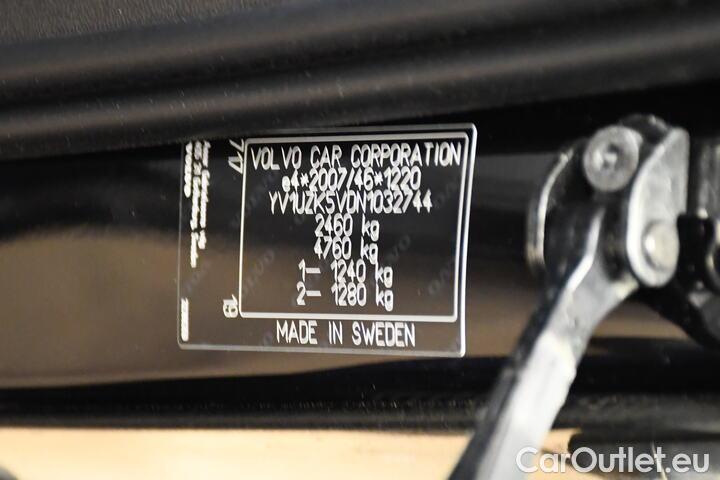 VOLVO CAR CORPORATION
e4*2007/46*1220
YV1UZK5VDN1032744
2460 kg
4760 kg
1- 1240 kg
2- 1280 kg
MADE IN SWEDEN
19
CarOutlet.eu